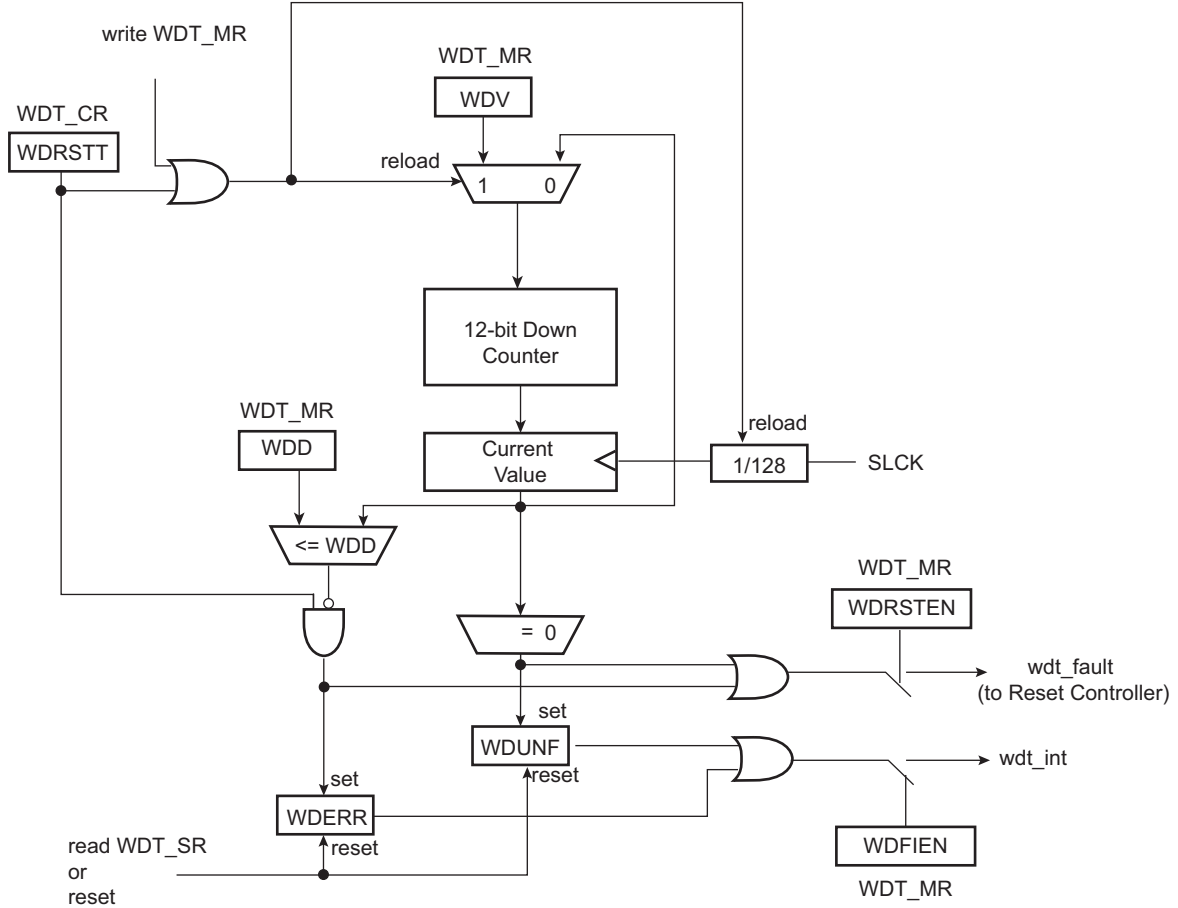 write WDT_MR
WDT_MR
WDV
WDT_CR
WDRSTT
reload
1 0
12-bit Down
Counter
WDT_MR
WDD
Current
Value
reload
1/128
SLCK
<= WDD
= 0
WDT_MR
WDRSTEN
wdt_fault
(to Reset Controller)
set
WDUNF
reset
wdt_int
set
WDERR
reset
read WDT_SR
or
reset
WDFIEN
WDT_MR